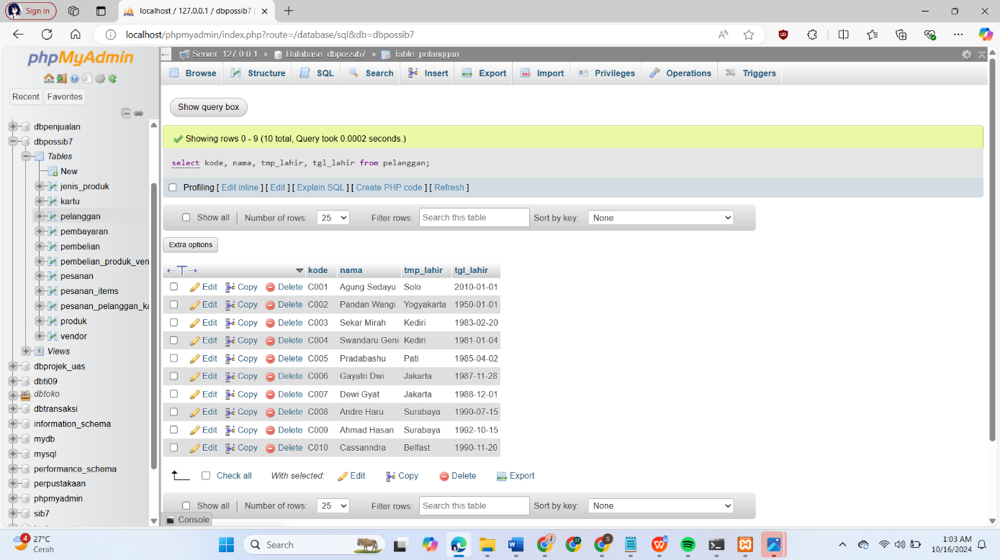 Sign in
localhost / 127.0.0.1 / dbpossib7 |
localhost/phpmyadmin/index.php?route=/database/sql&db=dbpossib7
phpMyAdmin
Recent Favorites
dbpenjualan
dbpossib7
Tables
New
jenis_produk
kartu
pelanggan
pembayaran
pembelian
pembelian_produk_ven
pesanan
pesanan_items
pesanan_pelanggan_ka
produk
vendor
Views
dbprojek_uas
dbti09
dbtoko
dbtransaksi
information_schema
mydb
mysql
performance_schema
perpustakaan
phpmyadmin
sib7
Server: 127.0.0.1 » Database: dbpossib7 » Table: pelanggan
Browse Structure SQL Search Insert Export Import Privileges Operations Triggers
Show query box
Showing rows 0 - 9 (10 total, Query took 0.0002 seconds.)
select kode, nama, tmp_lahir, tgl_lahir from pelanggan;
Profiling [ Edit inline ] [ Edit ] [ Explain SQL ] [ Create PHP code ] [ Refresh ]
Show all Number of rows: 25 Filter rows: Search this table Sort by key: None
Extra options
kode nama tmp_lahir tgl_lahir
Edit Copy Delete C001 Agung Sedayu Solo 2010-01-01
Edit Copy Delete C002 Pandan Wangi Yogyakarta 1950-01-01
Edit Copy Delete C003 Sekar Mirah Kediri 1983-02-20
Edit Copy Delete C004 Swandaru Geni Kediri 1981-01-04
Edit Copy Delete C005 Pradabashu Pati 1985-04-02
Edit Copy Delete C006 Gayatri Dwi Jakarta 1987-11-28
Edit Copy Delete C007 Dewi Gyat Jakarta 1988-12-01
Edit Copy Delete C008 Andre Haru Surabaya 1990-07-15
Edit Copy Delete C009 Ahmad Hasan Surabaya 1992-10-15
Edit Copy Delete C010 Cassanndra Belfast 1990-11-20
Check all With selected: Edit Copy Delete Export
Show all Number of rows: 25 Filter rows: Search this table Sort by key: None
Console
4
27°C
Cerah
Search
1:03 AM
10/16/2024